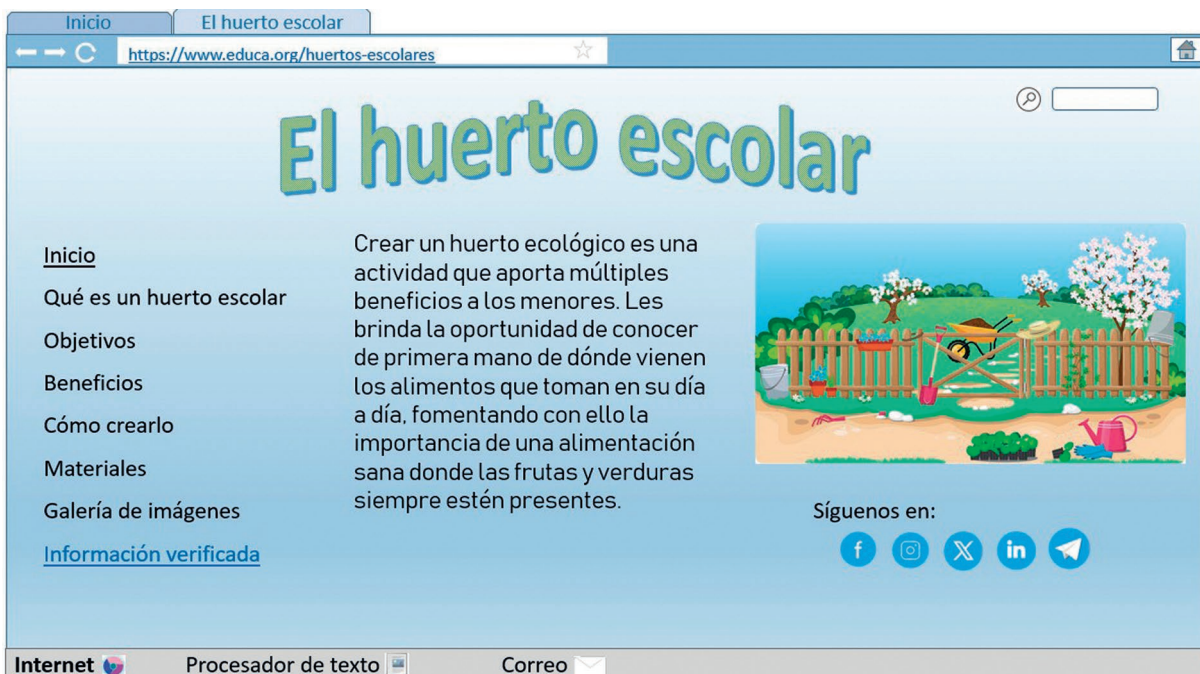 Inicio
El huerto escolar
https://www.educa.org/huertos-escolares
El huerto escolar
Inicio
Qué es un huerto escolar
Objetivos
Beneficios
Cómo crearlo
Materiales
Galería de imágenes
Información verificada
Crear un huerto ecológico es una
actividad que aporta múltiples
beneficios a los menores. Les
brinda la oportunidad de conocer
de primera mano de dónde vienen
los alimentos que toman en su día
a día, fomentando con ello la
importancia de una alimentación
sana donde las frutas y verduras
siempre estén presentes.
Síguenos en:
Internet
Procesador de texto
Correo